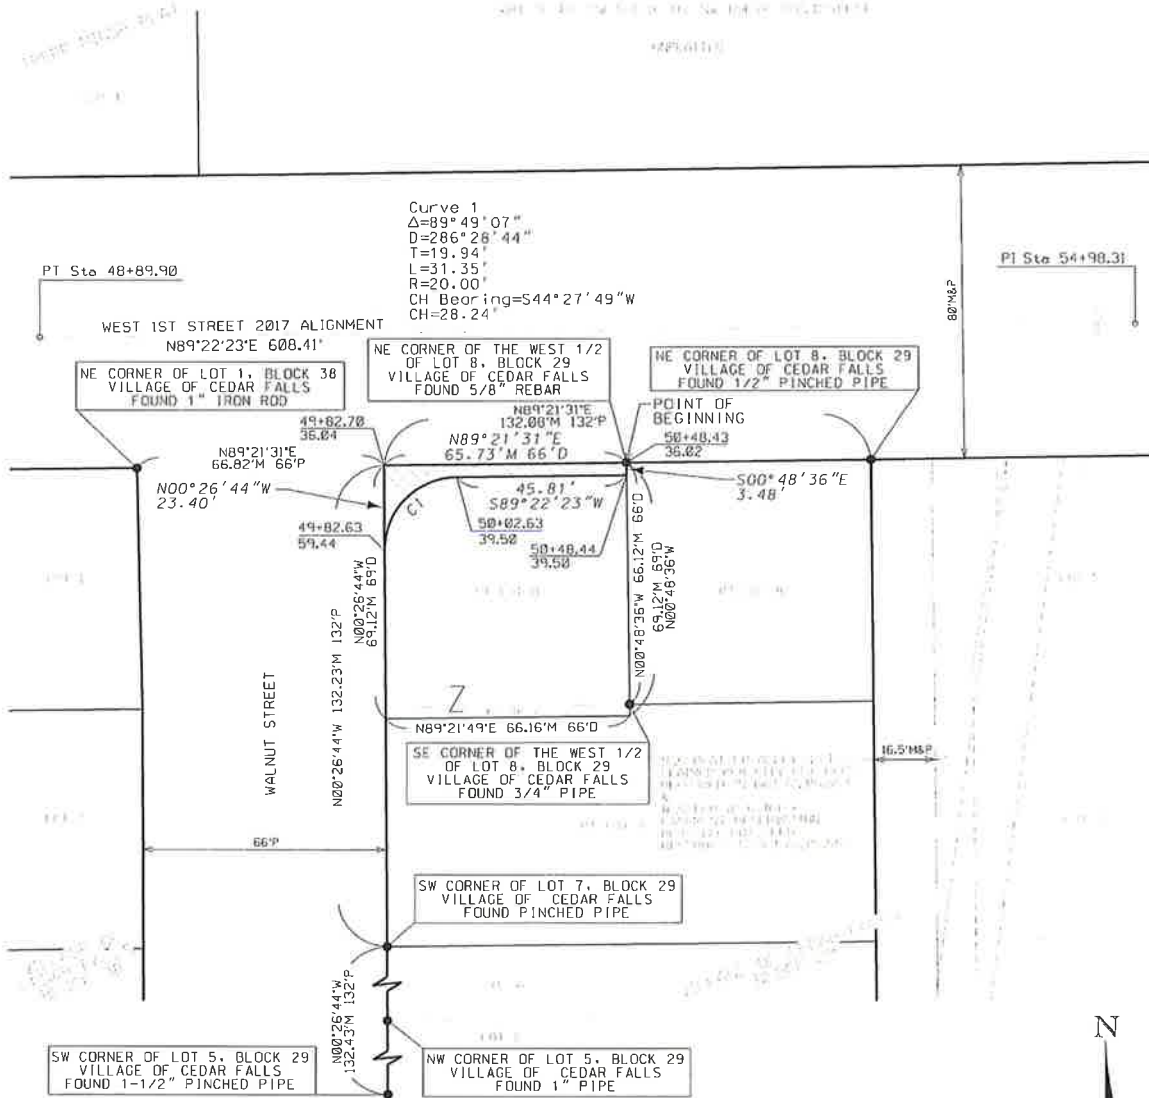 Curve 1
Δ=89°49'07"
D=286°28'44"
T=19.94'
L=31.35'
R=20.00'
CH Bearing=S44°27'49"W
CH=28.24'
PT Sta 48+89.90
PI Sta 54+98.31
80'M&P
WEST 1ST STREET 2017 ALIGNMENT
N89°22'23"E 608.41'
NE CORNER OF LOT 1, BLOCK 38
VILLAGE OF CEDAR FALLS
FOUND 1" IRON ROD
NE CORNER OF THE WEST 1/2
OF LOT 8, BLOCK 29
VILLAGE OF CEDAR FALLS
FOUND 5/8" REBAR
NE CORNER OF LOT 8, BLOCK 29
VILLAGE OF CEDAR FALLS
FOUND 1/2" PINCHED PIPE
49+82.70
36.04
N89°21'31"E
132.08'M 132'P
N89°21'31"E
65.73'M 66'D
POINT OF
BEGINNING
50+48.43
36.02
N89°21'31"E
66.82'M 66'P
N00°26'44"W
23.40'
S00°48'36"E
3.48'
C1
45.81'
S89°22'23"W
49+82.63
59.44
50+02.63
39.50
50+48.44
39.50
N00°26'44"W
69.12'M 69'D
N00°26'44"W 132.23'M 132'P
N00°48'36"W 66.12'M 66'D
69.12'M 69'D
N00°48'36"W
WALNUT STREET
Z
N89°21'49"E 66.16'M 66'D
SE CORNER OF THE WEST 1/2
OF LOT 8, BLOCK 29
VILLAGE OF CEDAR FALLS
FOUND 3/4" PIPE
16.5'M&P
66'P
SW CORNER OF LOT 7, BLOCK 29
VILLAGE OF CEDAR FALLS
FOUND PINCHED PIPE
N00°26'44"W
132.43'M 132'P
SW CORNER OF LOT 5, BLOCK 29
VILLAGE OF CEDAR FALLS
FOUND 1-1/2" PINCHED PIPE
NW CORNER OF LOT 5, BLOCK 29
VILLAGE OF CEDAR FALLS
FOUND 1" PIPE
N